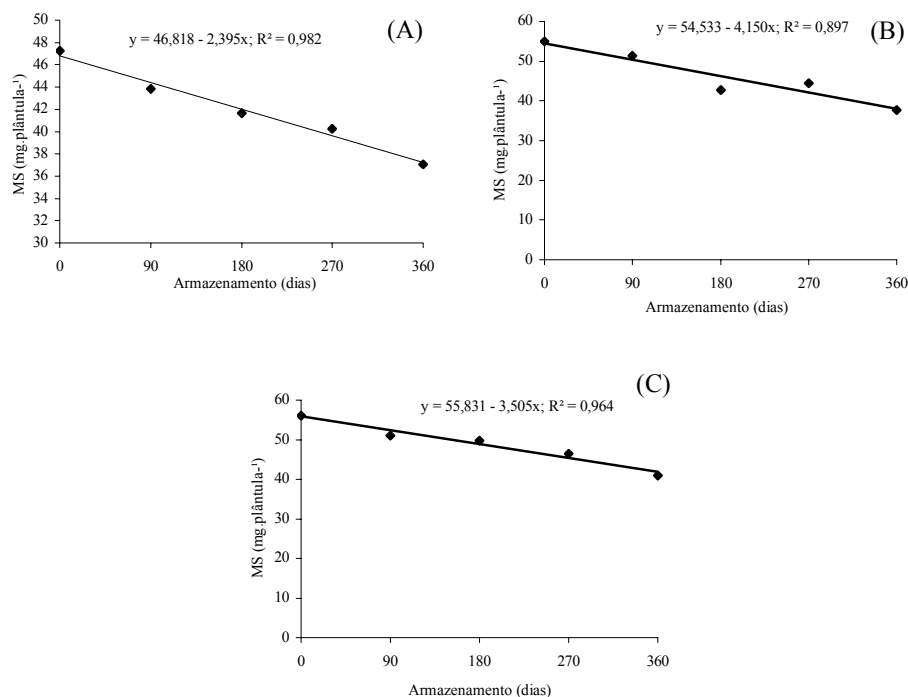 (A)
y = 46,818 - 2,395x; R² = 0,982
MS (mg.plântula-¹)
50
48
46
44
42
40
38
36
34
32
30
0 90 180 270 360
Armazenamento (dias)
(B)
y = 54,533 - 4,150x; R² = 0,897
MS (mg.plântula-¹)
60
50
40
30
20
10
0
0 90 180 270 360
Armazenamento (dias)
(C)
y = 55,831 - 3,505x; R² = 0,964
MS (mg.plântula-¹)
60
50
40
30
20
10
0
0 90 180 270 360
Armazenamento (dias)